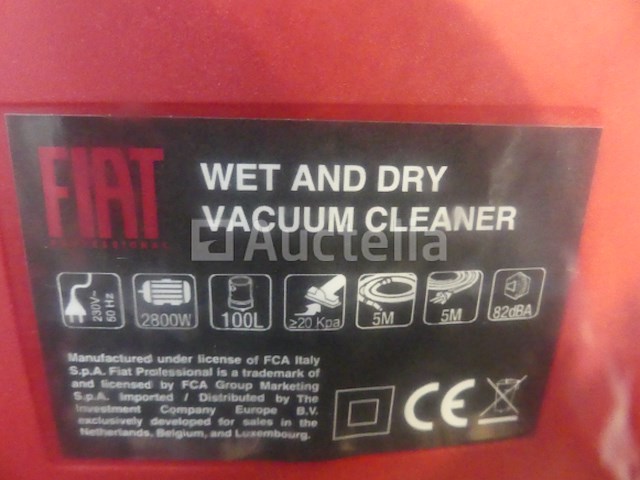 FIAT
PROFESSIONAL
WET AND DRY
VACUUM CLEANER
Auctelia
230V~
50 Hz
2800W
100L
≥20 Kpa
5M
5M
82dBA
Manufactured under license of FCA Italy
S.p.A. Fiat Professional is a trademark of
and licensed by FCA Group Marketing
S.p.A. Imported / Distributed by The
Investment Company Europe B.V.
exclusively developed for sales in the
Netherlands, Belgium, and Luxembourg.
CE